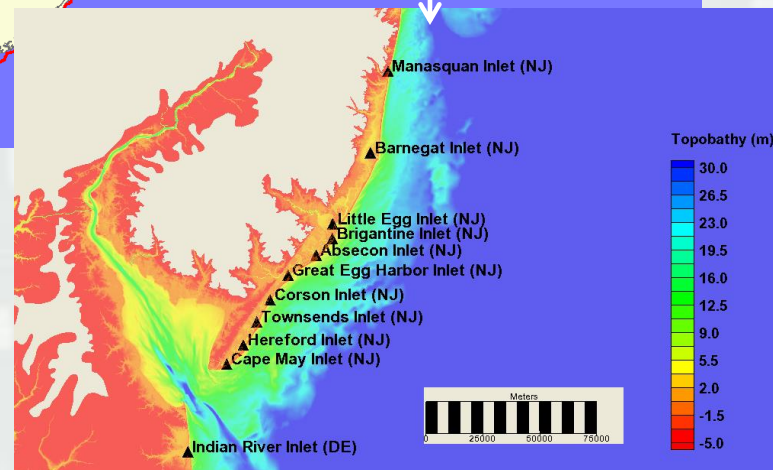 Manasquan Inlet (NJ)
Barnegat Inlet (NJ)
Little Egg Inlet (NJ)
Brigantine Inlet (NJ)
Absecon Inlet (NJ)
Great Egg Harbor Inlet (NJ)
Corson Inlet (NJ)
Townsends Inlet (NJ)
Hereford Inlet (NJ)
Cape May Inlet (NJ)
Indian River Inlet (DE)
Topobathy (m)
30.0
26.5
23.0
19.5
16.0
12.5
9.0
5.5
2.0
-1.5
-5.0
Meters
0 25000 50000 75000